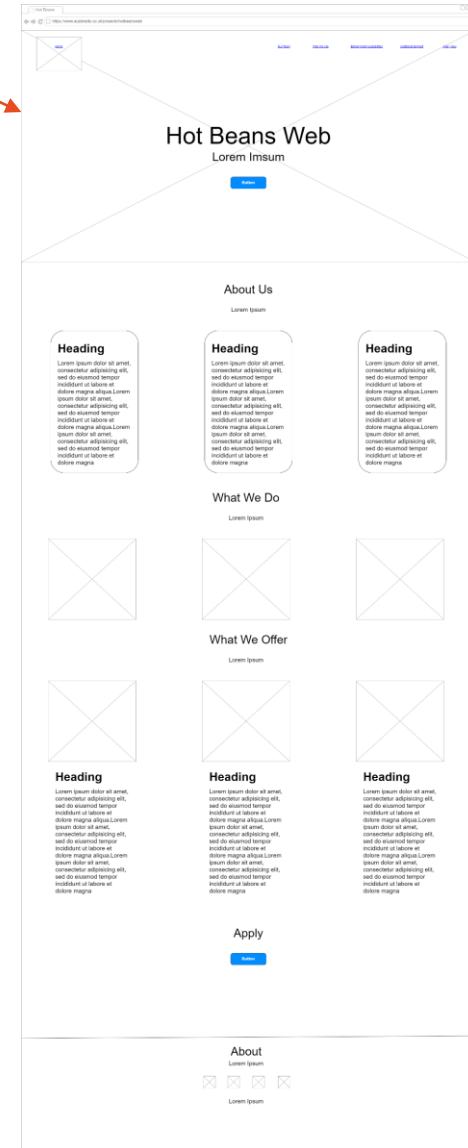 Hot Beans
Hot Beans Web
Lorem Imsum
Button
About Us
Lorem Ipsum
Heading
Lorem ipsum dolor sit amet,
consectetur adipisicing elit,
sed do eiusmod tempor
incididunt ut labore et
dolore magna aliqua.Lorem
ipsum dolor sit amet,
consectetur adipisicing elit,
sed do eiusmod tempor
incididunt ut labore et
dolore magna aliqua.Lorem
ipsum dolor sit amet,
consectetur adipisicing elit,
sed do eiusmod tempor
incididunt ut labore et
dolore magna
Heading
Lorem ipsum dolor sit amet,
consectetur adipisicing elit,
sed do eiusmod tempor
incididunt ut labore et
dolore magna aliqua.Lorem
ipsum dolor sit amet,
consectetur adipisicing elit,
sed do eiusmod tempor
incididunt ut labore et
dolore magna aliqua.Lorem
ipsum dolor sit amet,
consectetur adipisicing elit,
sed do eiusmod tempor
incididunt ut labore et
dolore magna
Heading
Lorem ipsum dolor sit amet,
consectetur adipisicing elit,
sed do eiusmod tempor
incididunt ut labore et
dolore magna aliqua.Lorem
ipsum dolor sit amet,
consectetur adipisicing elit,
sed do eiusmod tempor
incididunt ut labore et
dolore magna aliqua.Lorem
ipsum dolor sit amet,
consectetur adipisicing elit,
sed do eiusmod tempor
incididunt ut labore et
dolore magna
What We Do
Lorem Ipsum
What We Offer
Lorem Ipsum
Heading
Lorem ipsum dolor sit amet,
consectetur adipisicing elit,
sed do eiusmod tempor
incididunt ut labore et
dolore magna aliqua.Lorem
ipsum dolor sit amet,
consectetur adipisicing elit,
sed do eiusmod tempor
incididunt ut labore et
dolore magna aliqua.Lorem
ipsum dolor sit amet,
consectetur adipisicing elit,
sed do eiusmod tempor
incididunt ut labore et
dolore magna
Heading
Lorem ipsum dolor sit amet,
consectetur adipisicing elit,
sed do eiusmod tempor
incididunt ut labore et
dolore magna aliqua.Lorem
ipsum dolor sit amet,
consectetur adipisicing elit,
sed do eiusmod tempor
incididunt ut labore et
dolore magna aliqua.Lorem
ipsum dolor sit amet,
consectetur adipisicing elit,
sed do eiusmod tempor
incididunt ut labore et
dolore magna
Heading
Lorem ipsum dolor sit amet,
consectetur adipisicing elit,
sed do eiusmod tempor
incididunt ut labore et
dolore magna aliqua.Lorem
ipsum dolor sit amet,
consectetur adipisicing elit,
sed do eiusmod tempor
incididunt ut labore et
dolore magna aliqua.Lorem
ipsum dolor sit amet,
consectetur adipisicing elit,
sed do eiusmod tempor
incididunt ut labore et
dolore magna
Apply
Button
About
Lorem Ipsum
Lorem Ipsum